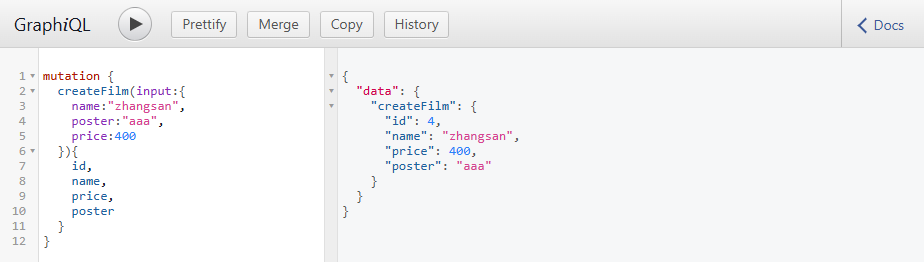 GraphiQL Prettify Merge Copy History Docs
1 mutation {
2 createFilm(input:{
3 name:"zhangsan",
4 poster:"aaa",
5 price:400
6 }){
7 id,
8 name,
9 price,
10 poster
11 }
12 }
{
"data": {
"createFilm": {
"id": 4,
"name": "zhangsan",
"price": 400,
"poster": "aaa"
}
}
}